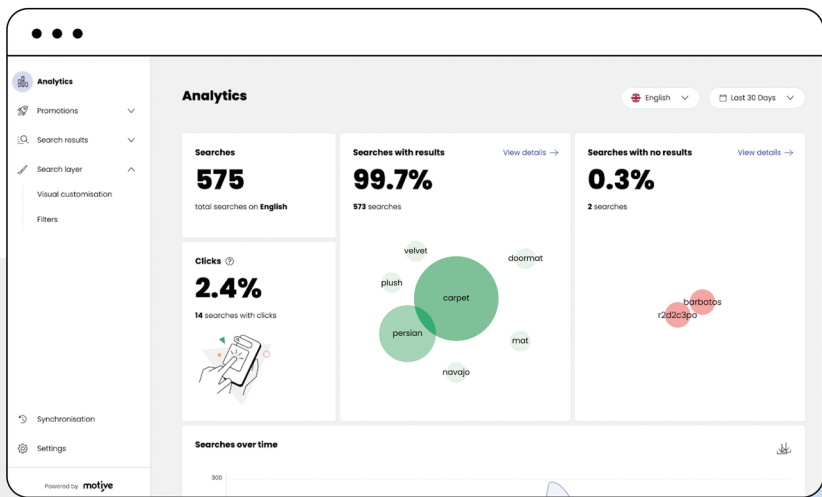 Analytics
Promotions
Search results
Search layer
Visual customisation
Filters
Synchronisation
Settings
Powered by motive
Analytics
English
Last 30 Days
Searches
575
total searches on English
Clicks ?
2.4%
14 searches with clicks
Searches with results
View details →
99.7%
573 searches
velvet
doormat
plush
carpet
persian
mat
navajo
Searches with no results
View details →
0.3%
2 searches
barbatos
r2d2c3po
Searches over time
300